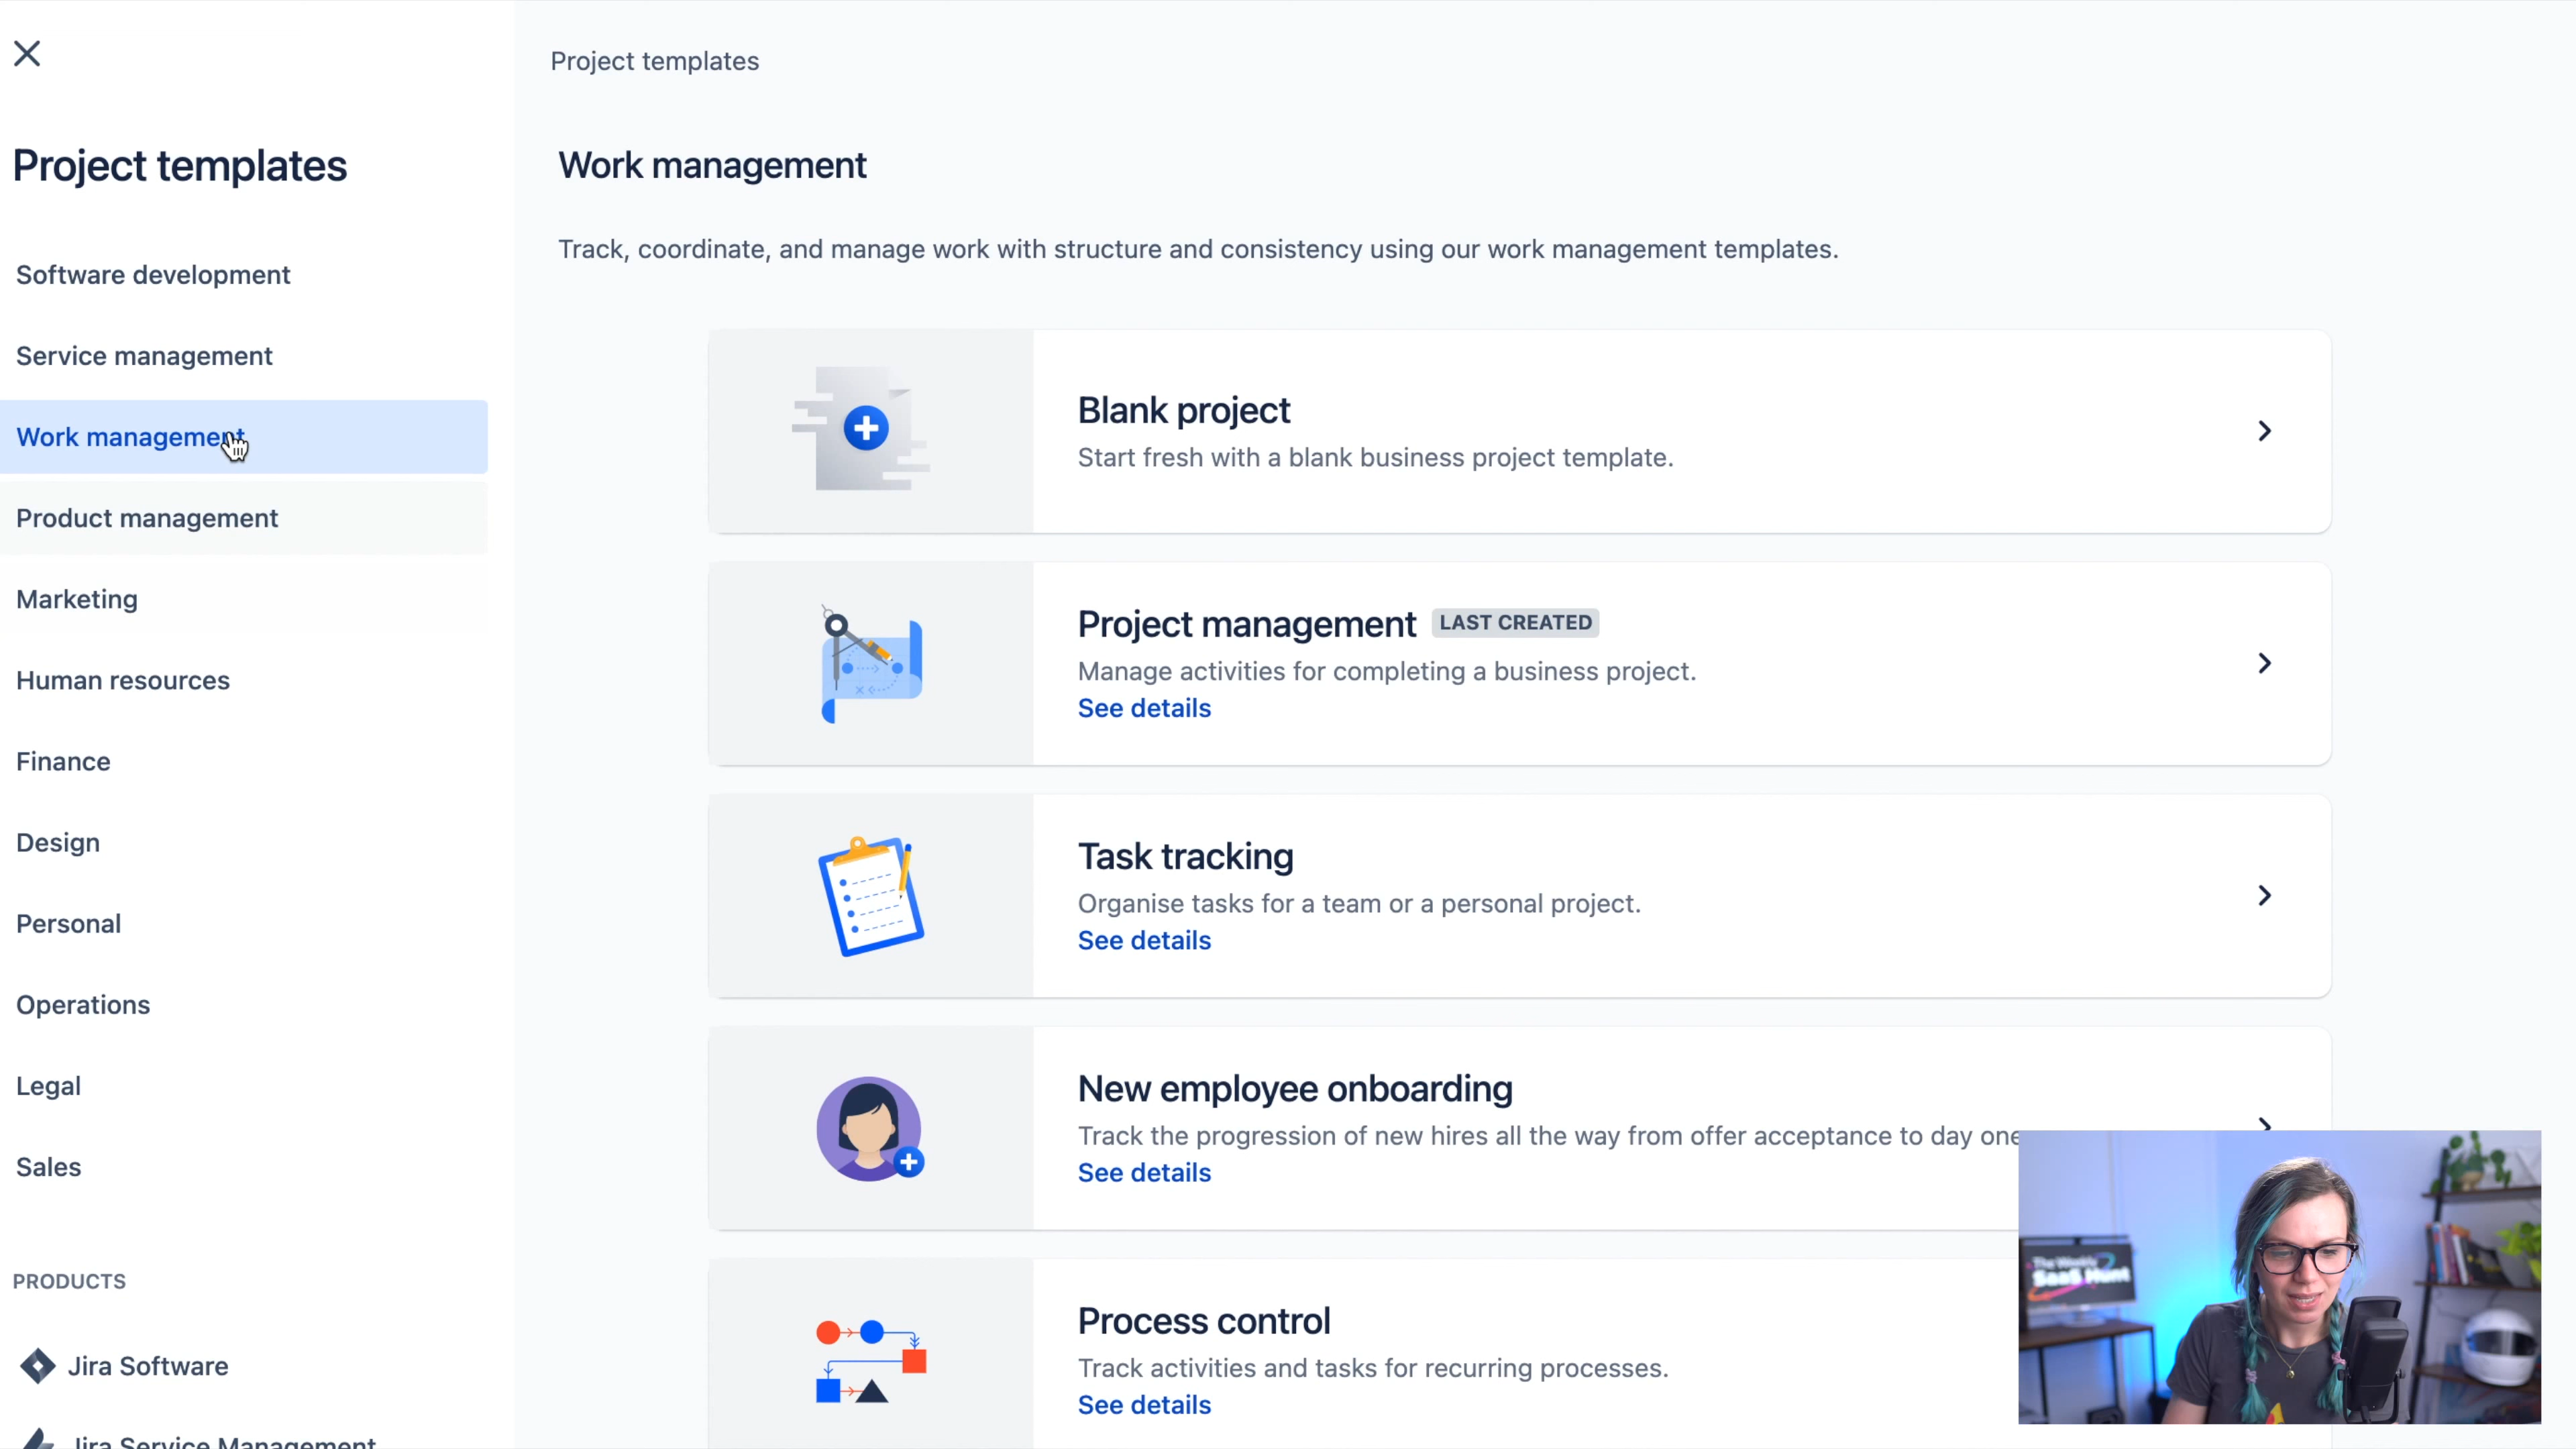 Project templates
Software development
Service management
Work management
Product management
Marketing
Human resources
Finance
Design
Personal
Operations
Legal
Sales
PRODUCTS
Jira Software
Jira Service Management
Project templates
Work management
Track, coordinate, and manage work with structure and consistency using our work management templates.
Blank project
Start fresh with a blank business project template.
Project management LAST CREATED
Manage activities for completing a business project.
See details
Task tracking
Organise tasks for a team or a personal project.
See details
New employee onboarding
Track the progression of new hires all the way from offer acceptance to day one
See details
Process control
Track activities and tasks for recurring processes.
See details
The Weekly
SaaS Hunt